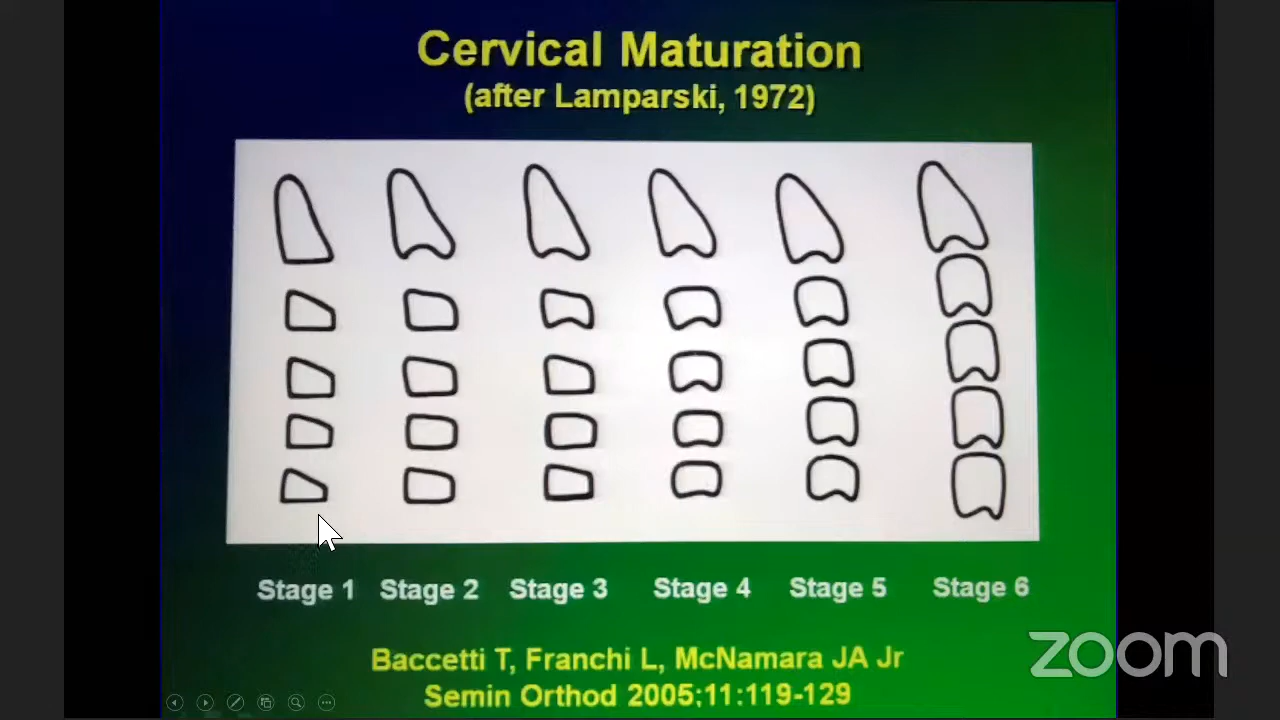 Cervical Maturation
(after Lamparski, 1972)
Stage 1 Stage 2 Stage 3 Stage 4 Stage 5 Stage 6
Baccetti T, Franchi L, McNamara JA Jr
Semin Orthod 2005;11:119-129
zoom